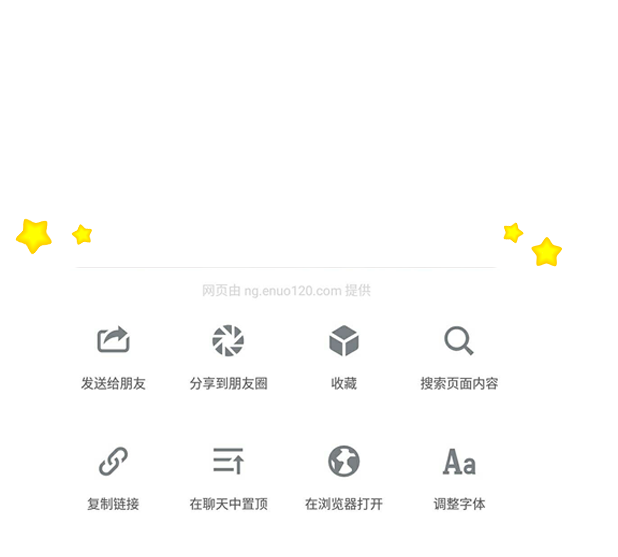 网页由 ng.enuo120.com 提供
发送给朋友 分享到朋友圈 收藏 搜索页面内容
Aa
复制链接 在聊天中置顶 在浏览器打开 调整字体